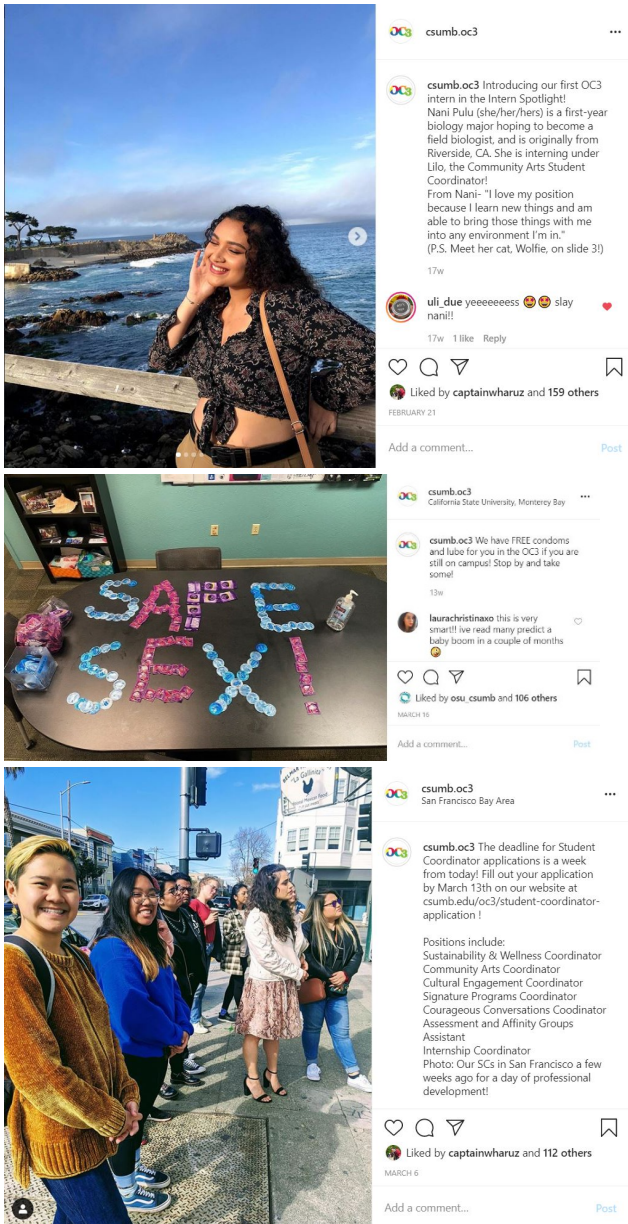 OC3
csumb.oc3
...
OC3
csumb.oc3 Introducing our first OC3
intern in the Intern Spotlight!
Nani Pulu (she/her/hers) is a first-year
biology major hoping to become a
field biologist, and is originally from
Riverside, CA. She is interning under
Lilo, the Community Arts Student
Coordinator!
From Nani- "I love my position
because I learn new things and am
able to bring those things with me
into any environment I'm in."
(P.S. Meet her cat, Wolfie, on slide 3!)
17w
uli_due yeeeeeeess 🤩🤩 slay
nani!!
17w 1 like Reply
Liked by captainwharuz and 159 others
FEBRUARY 21
Add a comment... Post
SAFE
SEX!
OC3
csumb.oc3
California State University, Monterey Bay
...
OC3
csumb.oc3 We have FREE condoms
and lube for you in the OC3 if you are
still on campus! Stop by and take
some!
13w
laurachristinaxo this is very
smart!! ive read many predict a
baby boom in a couple of months
Liked by osu_csumb and 106 others
MARCH 16
Add a comment... Post
"La Gallinita"
OC3
csumb.oc3
San Francisco Bay Area
...
OC3
csumb.oc3 The deadline for Student
Coordinator applications is a week
from today! Fill out your application
by March 13th on our website at
csumb.edu/oc3/student-coordinator-
application !
Positions include:
Sustainability & Wellness Coordinator
Community Arts Coordinator
Cultural Engagement Coordinator
Signature Programs Coordinator
Courageous Conversations Coodinator
Assessment and Affinity Groups
Assistant
Internship Coordinator
Photo: Our SCs in San Francisco a few
weeks ago for a day of professional
development!
Liked by captainwharuz and 112 others
MARCH 6
Add a comment... Post